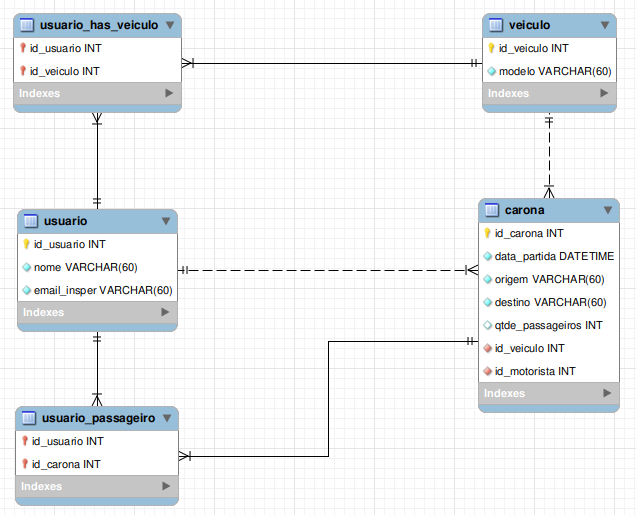 usuario_has_veiculo
id_usuario INT
id_veiculo INT
Indexes
veiculo
id_veiculo INT
modelo VARCHAR(60)
Indexes
usuario
id_usuario INT
nome VARCHAR(60)
email_insper VARCHAR(60)
Indexes
carona
id_carona INT
data_partida DATETIME
origem VARCHAR(60)
destino VARCHAR(60)
qtde_passageiros INT
id_veiculo INT
id_motorista INT
Indexes
usuario_passageiro
id_usuario INT
id_carona INT
Indexes